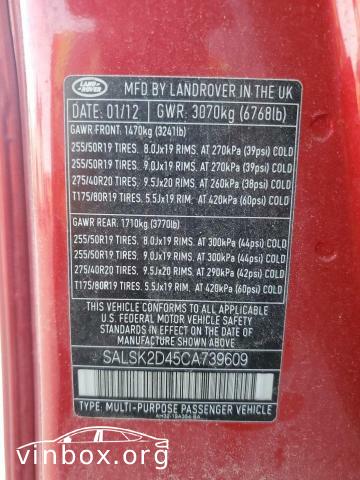 LAND ROVER
MFD BY LANDROVER IN THE UK
DATE: 01/12 GWR: 3070kg (6768lb)
GAWR FRONT: 1470kg (3241lb)
255/50R19 TIRES. 8.0Jx19 RIMS. AT 270kPA (39psi) COLD
255/50R19 TIRES. 9.0Jx19 RIMS. AT 270kPA (39psi) COLD
275/40R20 TIRES. 9.5Jx20 RIMS. AT 260kPA (38psi) COLD
T175/80R19 TIRES. 5.5Jx19 RIMS. AT 420kPA (60psi) COLD
GAWR REAR: 1710kg (3770lb)
255/50R19 TIRES. 8.0Jx19 RIMS. AT 300kPA (44psi) COLD
255/50R19 TIRES. 9.0Jx19 RIMS. AT 300kPA (44psi) COLD
275/40R20 TIRES. 9.5Jx20 RIMS. AT 290kPA (42psi) COLD
T175/80R19 TIRES. 5.5Jx19 RIMS. AT 420kPA (60psi) COLD
THIS VEHICLE CONFORMS TO ALL APPLICABLE
U.S. FEDERAL MOTOR VEHICLE SAFETY
STANDARDS IN EFFECT ON THE DATE OF
MANUFACTURE SHOWN ABOVE
SALSK2D45CA739609
TYPE: MULTI-PURPOSE PASSENGER VEHICLE
vinbox.org